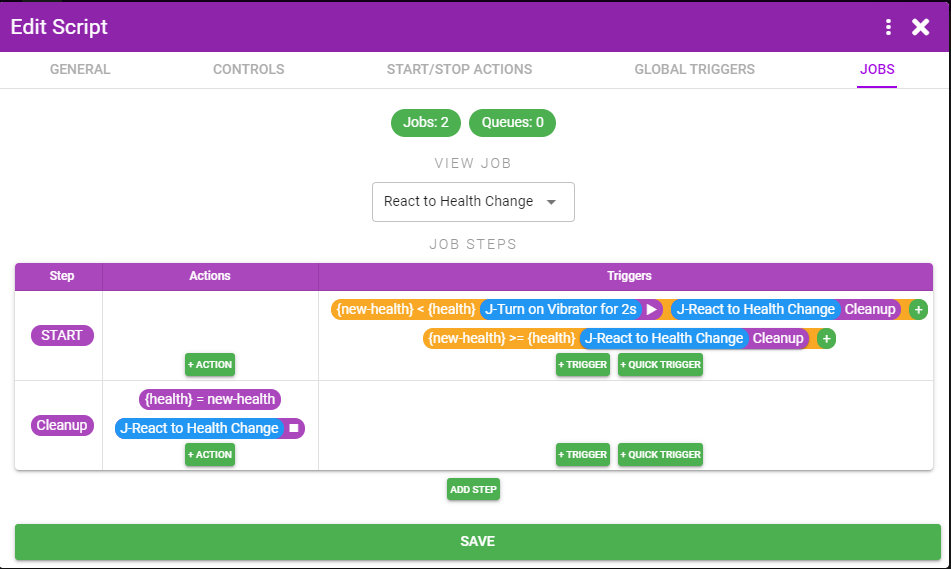 Edit Script
GENERAL CONTROLS START/STOP ACTIONS GLOBAL TRIGGERS JOBS
Jobs: 2 Queues: 0
VIEW JOB
React to Health Change
JOB STEPS
Step Actions Triggers
START
+ ACTION
{new-health} < {health} J-Turn on Vibrator for 2s J-React to Health Change Cleanup +
{new-health} >= {health} J-React to Health Change Cleanup +
+ TRIGGER + QUICK TRIGGER
Cleanup
{health} = new-health
J-React to Health Change
+ ACTION
+ TRIGGER + QUICK TRIGGER
ADD STEP
SAVE